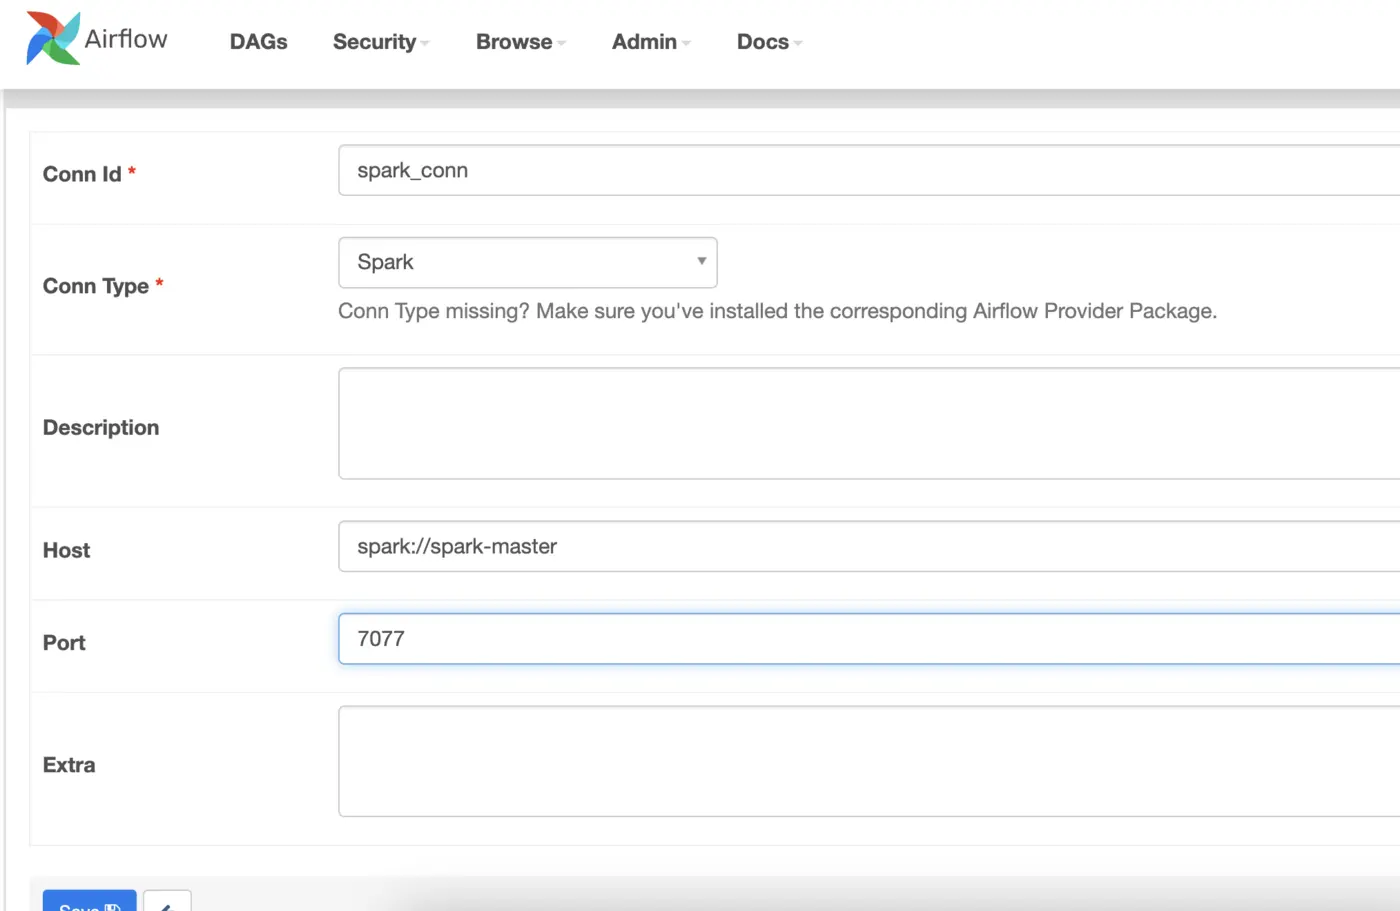 Airflow DAGs Security Browse Admin Docs
Conn Id * spark_conn
Conn Type * Spark
Conn Type missing? Make sure you've installed the corresponding Airflow Provider Package.
Description
Host spark://spark-master
Port 7077
Extra
Save